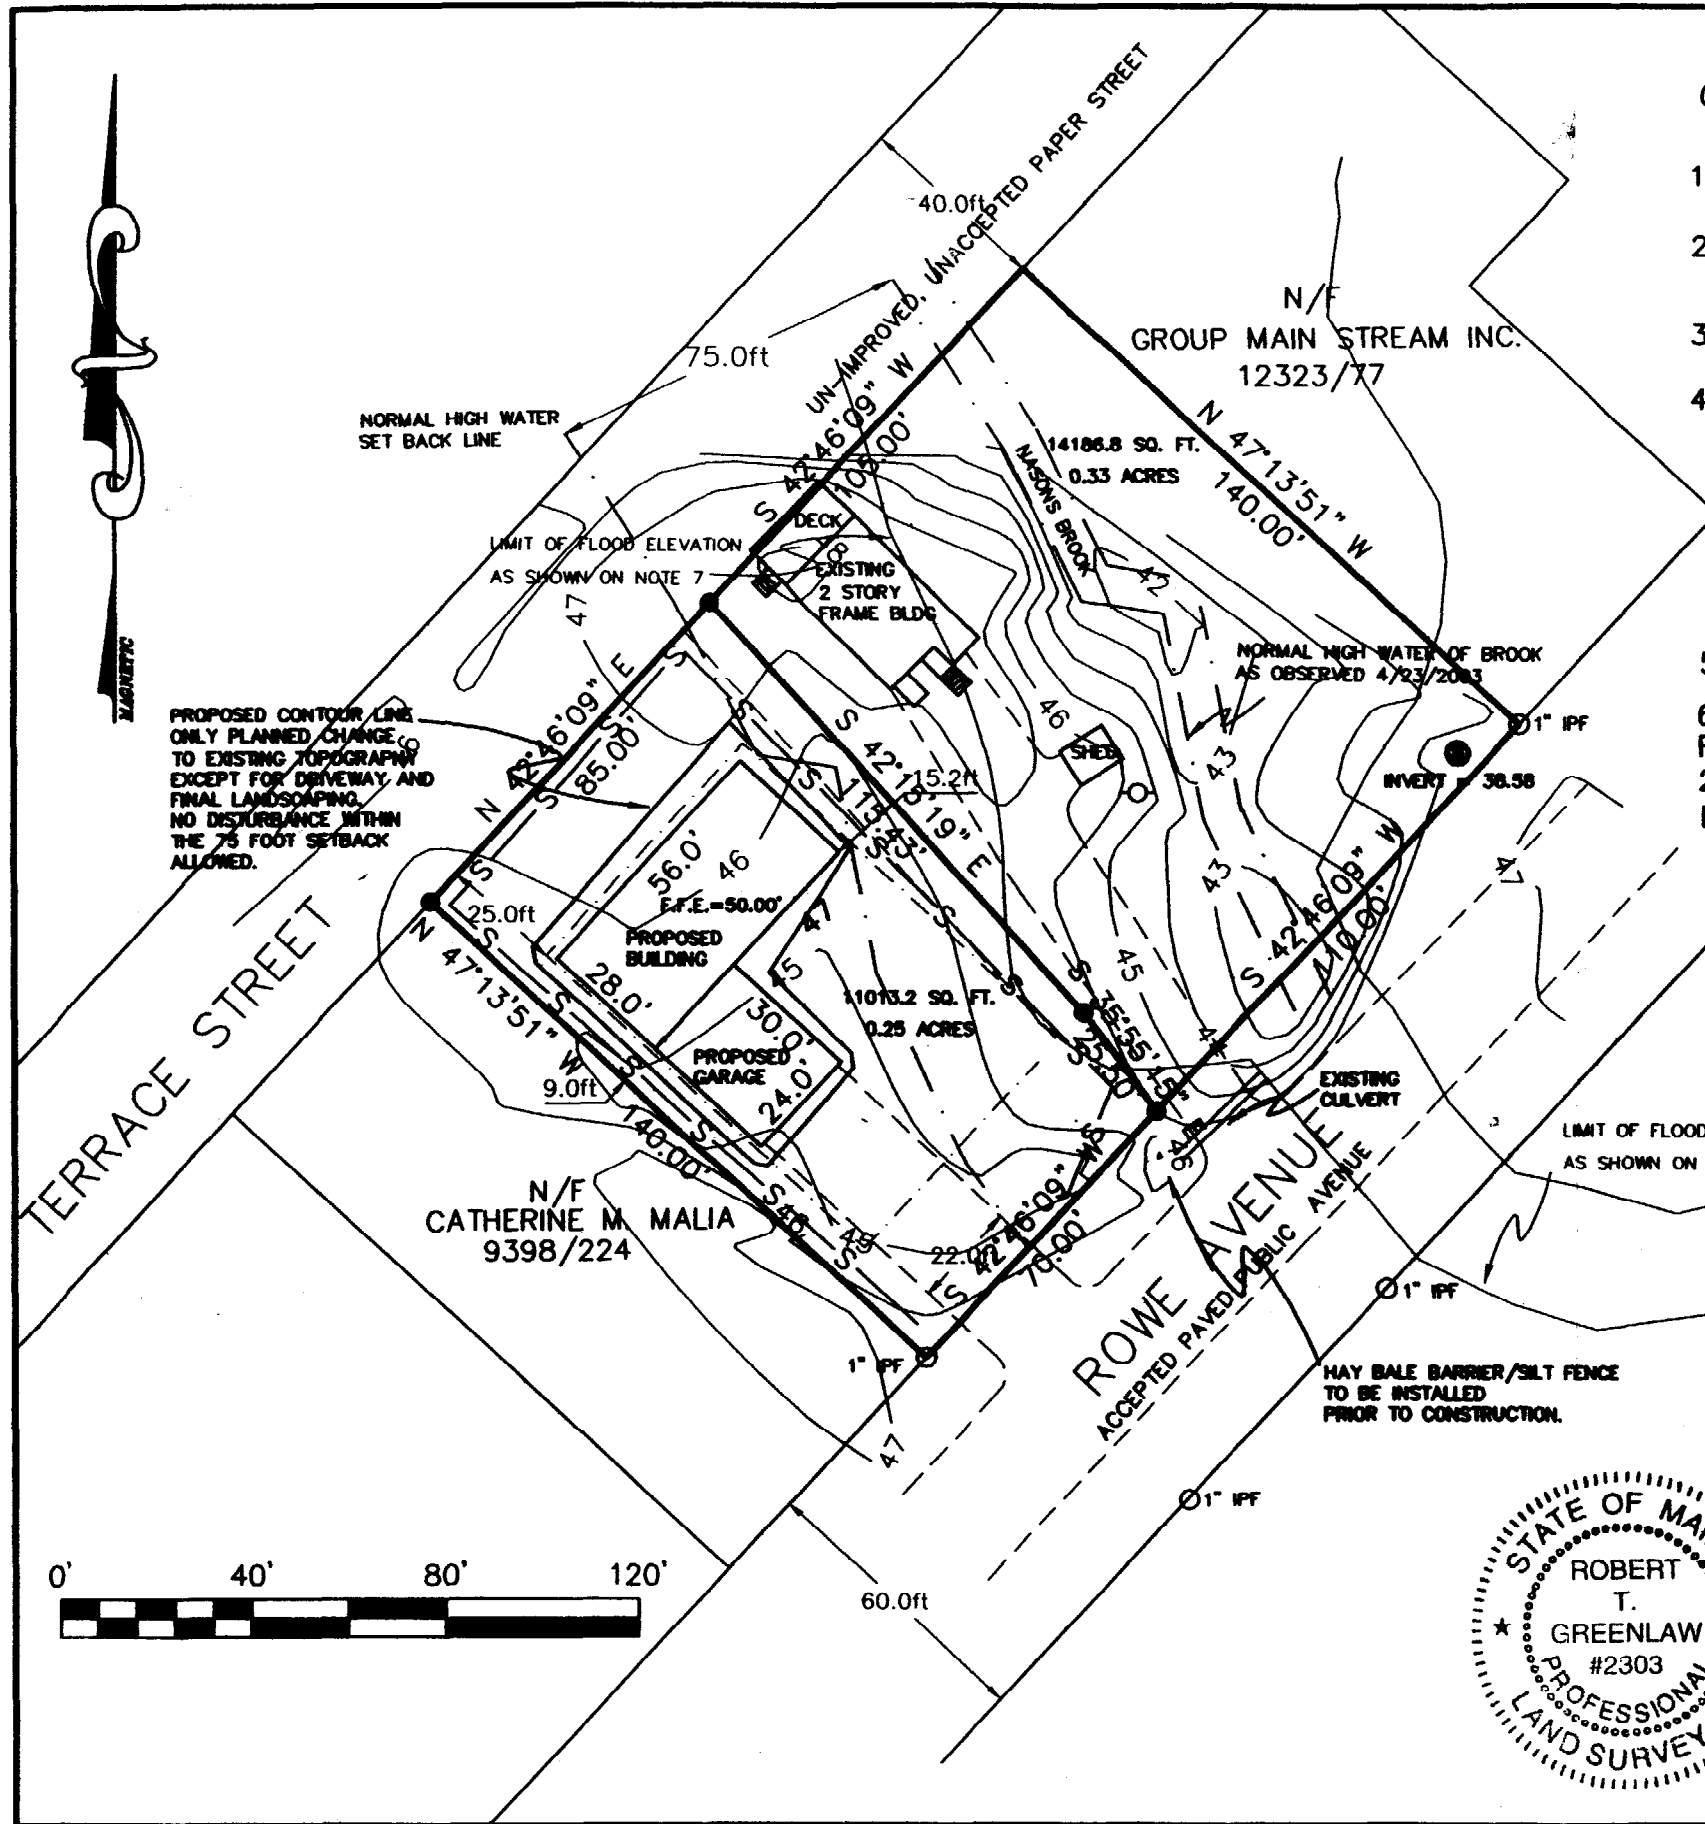 40.0ft
UN-IMPROVED, UNACCEPTED PAPER STREET
75.0ft
N/F
GROUP MAIN STREAM INC.
12323/77
NORMAL HIGH WATER
SET BACK LINE
S 42°46'09" W
105.00'
N 47°13'51" W
140.00'
14186.8 SQ. FT.
0.33 ACRES
NASONS BROOK
DECK
LIMIT OF FLOOD ELEVATION
AS SHOWN ON NOTE 7
EXISTING
2 STORY
FRAME BLDG
47
42
NORMAL HIGH WATER OF BROOK
AS OBSERVED 4/23/2003
MAGNETIC
1" IPF
INVERT = 36.58
SHED
46
43
PROPOSED CONTOUR LINE
ONLY PLANNED CHANGE
TO EXISTING TOPOGRAPHY
EXCEPT FOR DRIVEWAY AND
FINAL LANDSCAPING.
NO DISTURBANCE WITHIN
THE 75 FOOT SETBACK
ALLOWED.
N 42°46'09" E
85.00'
15.2ft
115.43'
56.0'
46
F.F.E.=50.00'
PROPOSED
BUILDING
28.0'
25.0ft
47
45
43
45
47
S 42°46'09" W
110.00'
11013.2 SQ. FT.
0.25 ACRES
30.0'
PROPOSED
GARAGE
24.0'
N 47°13'51" W
140.00'
9.0ft
TERRACE STREET
EXISTING
CULVERT
46
LIMIT OF FLOOD
AS SHOWN ON
N/F
CATHERINE M. MALIA
9398/224
46
45
22.0ft
S 42°46'09" W
70.00'
ROWE AVENUE
ACCEPTED PAVED PUBLIC AVENUE
1" IPF
1" IPF
HAY BALE BARRIER/SILT FENCE
TO BE INSTALLED
PRIOR TO CONSTRUCTION.
47
1" IPF
0' 40' 80' 120'
60.0ft
STATE OF
ROBERT
T.
GREENLAW
#2303
PROFESSIONAL
LAND SURVEY